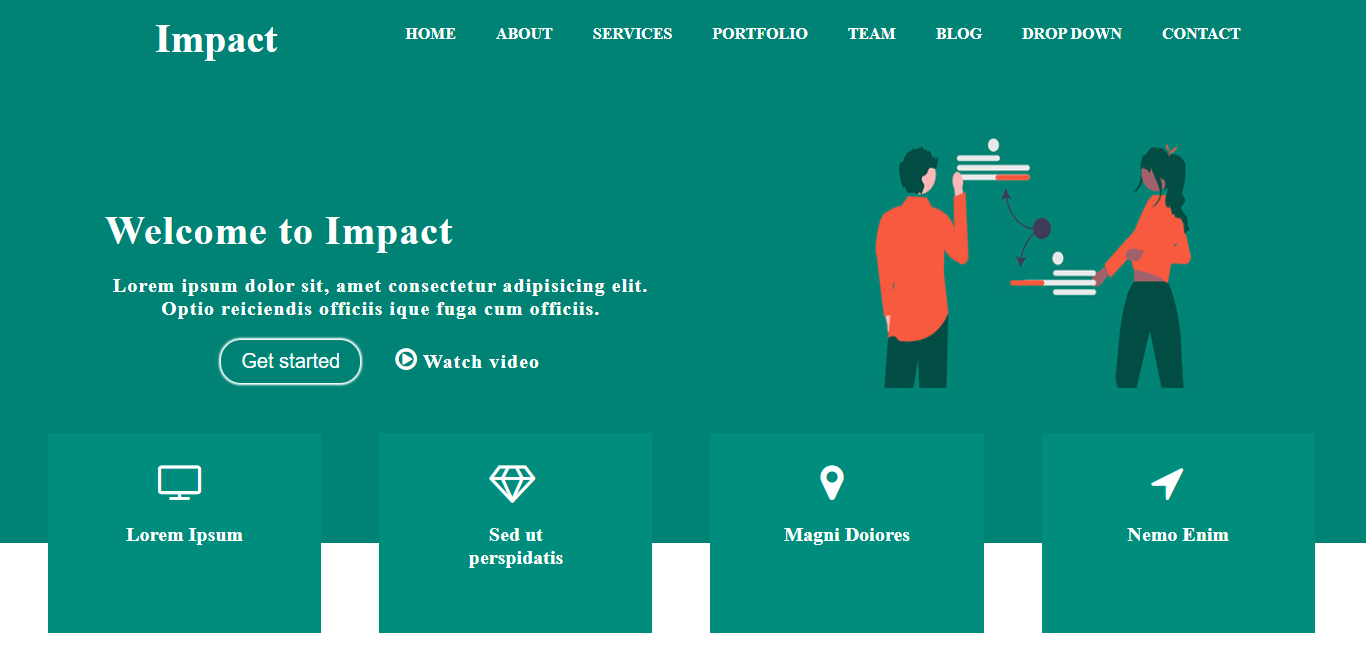 Impact
HOME ABOUT SERVICES PORTFOLIO TEAM BLOG DROP DOWN CONTACT
Welcome to Impact
Lorem ipsum dolor sit, amet consectetur adipisicing elit.
Optio reiciendis officiis ique fuga cum officiis.
Get started Watch video
Lorem Ipsum
Sed ut
perspidatis
Magni Doiores
Nemo Enim